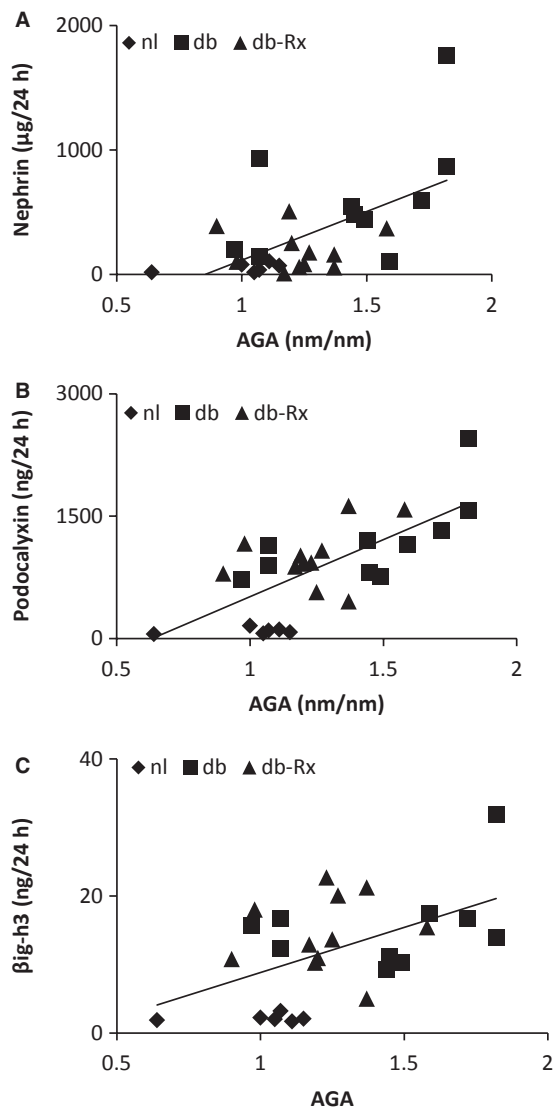 A
2000
nl db db-Rx
Nephrin (µg/24 h)
1000
0
0.5 1 1.5 2
AGA (nm/nm)
B
3000
nl db db-Rx
Podocalyxin (ng/24 h)
1500
0
0.5 1 1.5 2
AGA (nm/nm)
C
40
nl db db-Rx
βig-h3 (ng/24 h)
20
0
0.5 1 1.5 2
AGA